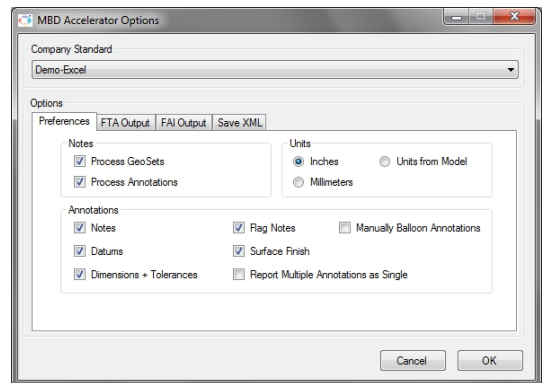 MBD Accelerator Options
Company Standard
Demo-Excel
Options
Preferences FTA Output FAI Output Save XML
Notes
Process GeoSets
Process Annotations
Units
Inches Units from Model
Millimeters
Annotations
Notes Flag Notes Manually Balloon Annotations
Datums Surface Finish
Dimensions + Tolerances Report Multiple Annotations as Single
Cancel OK